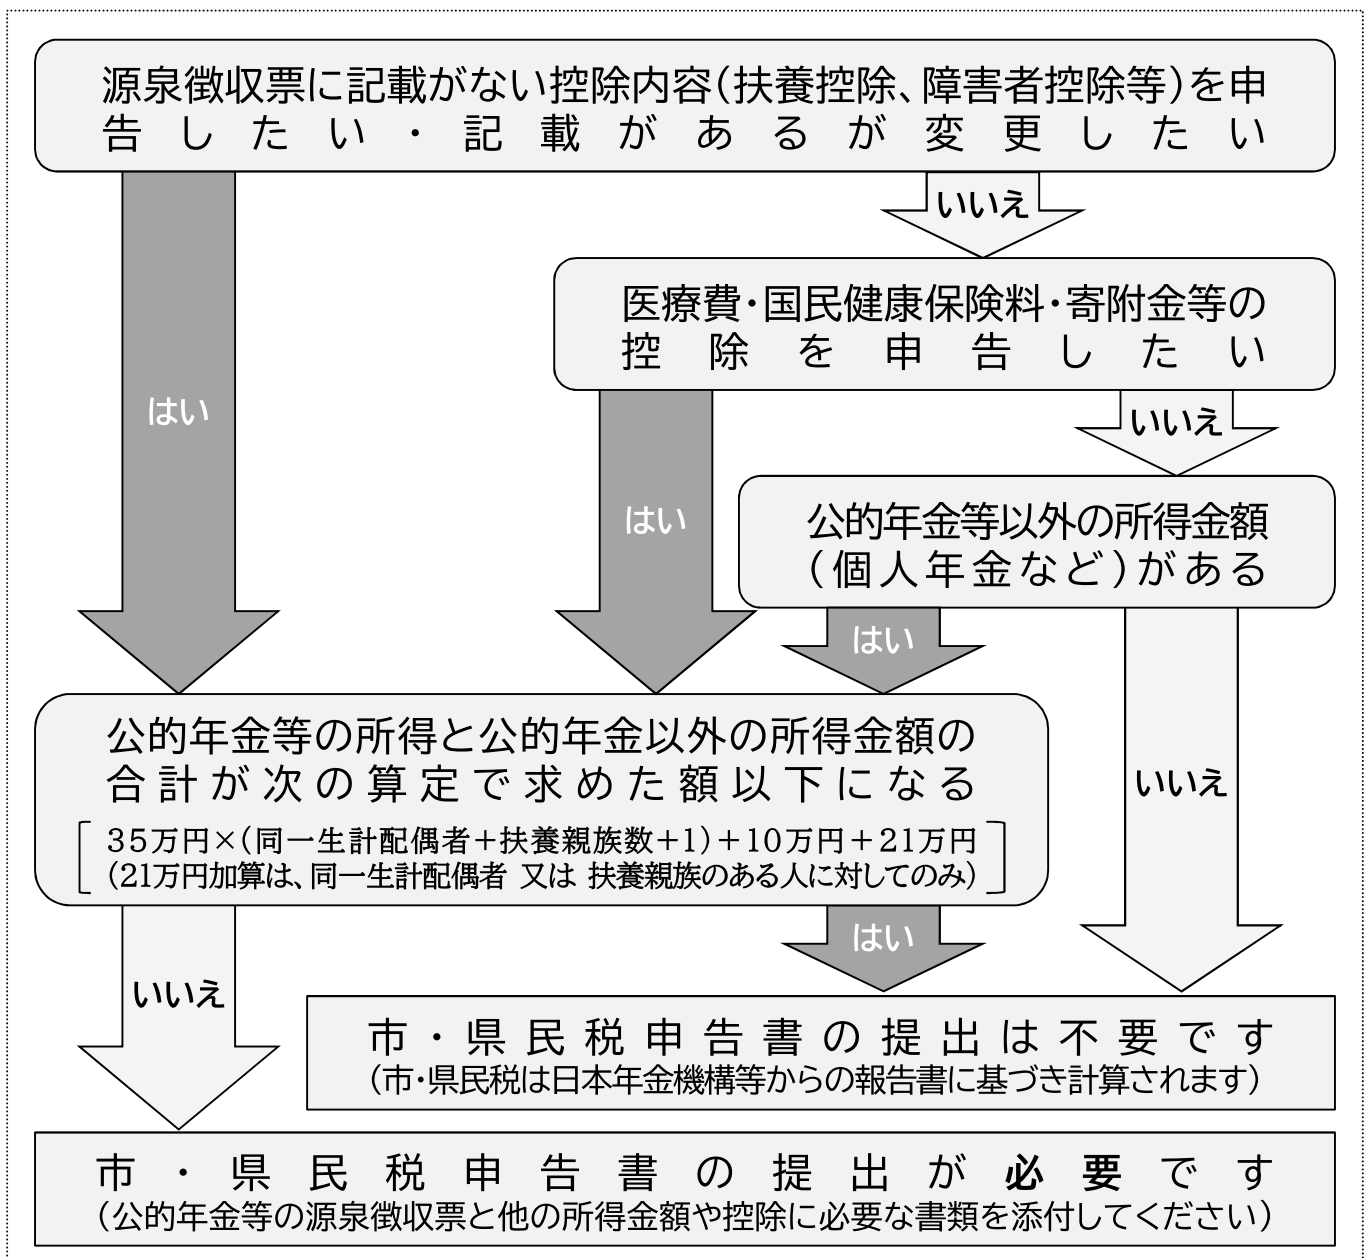 源泉徴収票に記載がない控除内容（扶養控除、障害者控除等）を申
告したい・記載があるが変更したい
いいえ
医療費・国民健康保険料・寄附金等の
控除を申告したい
はい
いいえ
はい
公的年金等以外の所得金額
（個人年金など）がある
はい
公的年金等の所得と公的年金以外の所得金額の
合計が次の算定で求めた額以下になる
35万円×（同一生計配偶者＋扶養親族数＋1）＋10万円＋21万円
（21万円加算は、同一生計配偶者 又は 扶養親族のある人に対してのみ）
いいえ
はい
いいえ
市・県民税申告書の提出は不要です
（市・県民税は日本年金機構等からの報告書に基づき計算されます）
市・県民税申告書の提出が必要です
（公的年金等の源泉徴収票と他の所得金額や控除に必要な書類を添付してください）